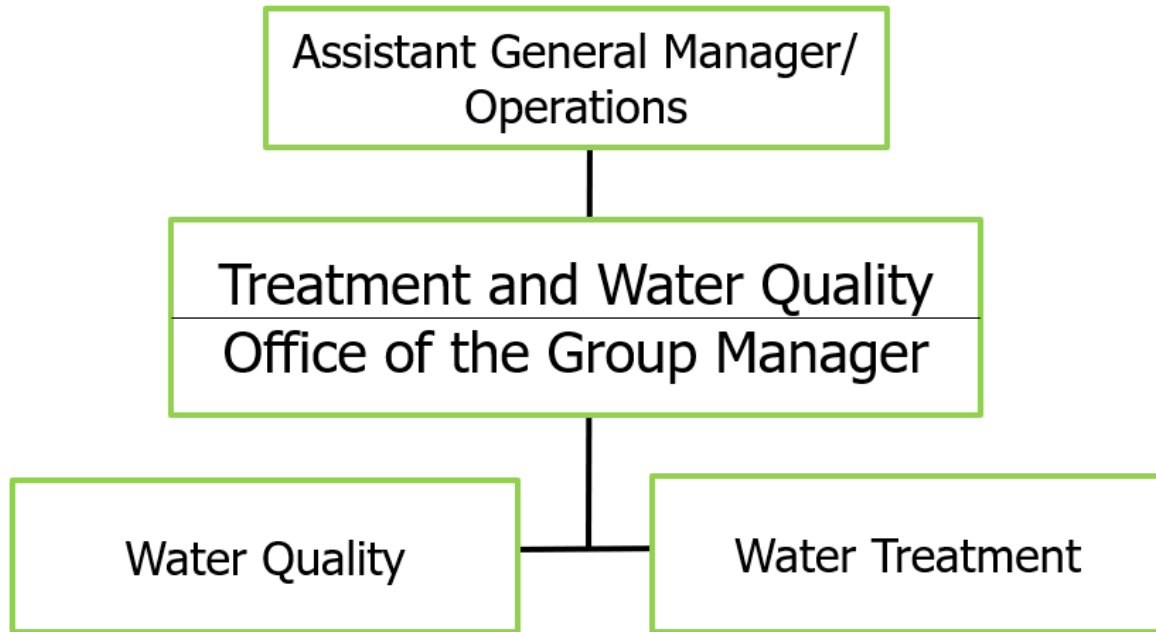 Assistant General Manager/
Operations
Treatment and Water Quality
Office of the Group Manager
Water Quality
Water Treatment